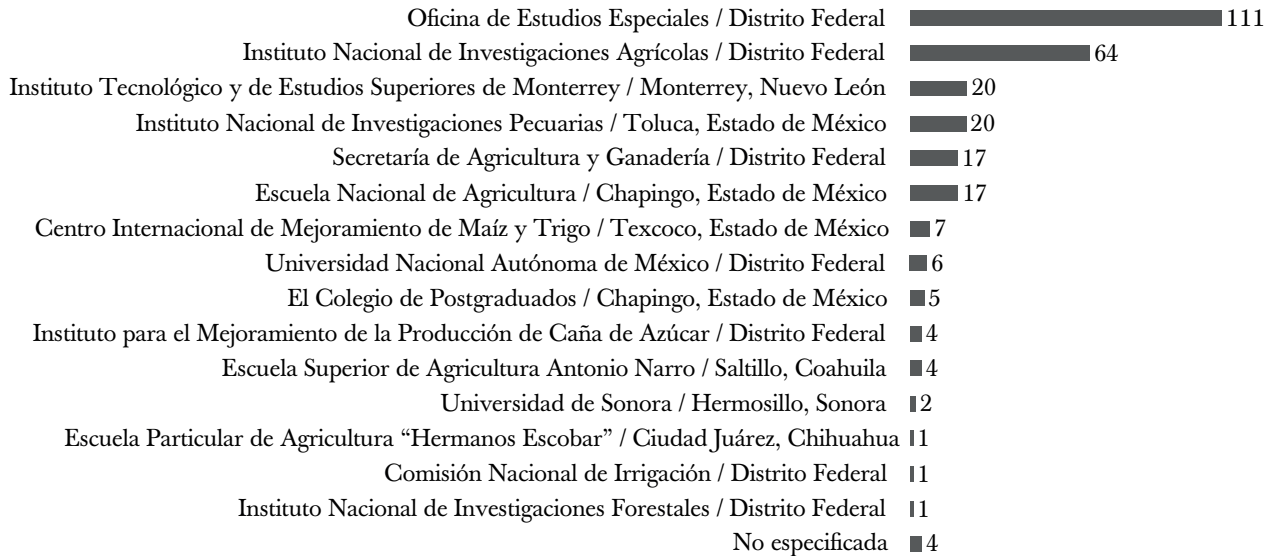 Oficina de Estudios Especiales / Distrito Federal 111
Instituto Nacional de Investigaciones Agrícolas / Distrito Federal 64
Instituto Tecnológico y de Estudios Superiores de Monterrey / Monterrey, Nuevo León 20
Instituto Nacional de Investigaciones Pecuarias / Toluca, Estado de México 20
Secretaría de Agricultura y Ganadería / Distrito Federal 17
Escuela Nacional de Agricultura / Chapingo, Estado de México 17
Centro Internacional de Mejoramiento de Maíz y Trigo / Texcoco, Estado de México 7
Universidad Nacional Autónoma de México / Distrito Federal 6
El Colegio de Postgraduados / Chapingo, Estado de México 5
Instituto para el Mejoramiento de la Producción de Caña de Azúcar / Distrito Federal 4
Escuela Superior de Agricultura Antonio Narro / Saltillo, Coahuila 4
Universidad de Sonora / Hermosillo, Sonora 2
Escuela Particular de Agricultura “Hermanos Escobar” / Ciudad Juárez, Chihuahua 1
Comisión Nacional de Irrigación / Distrito Federal 1
Instituto Nacional de Investigaciones Forestales / Distrito Federal 1
No especificada 4